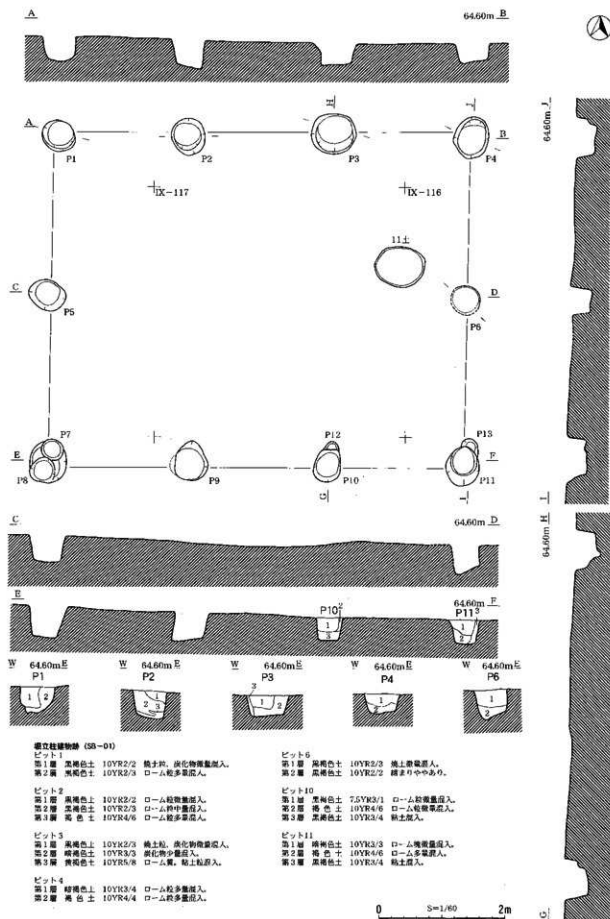 A
B
64.60m
H
J
A
B
P1
P2
P3
P4
IX-117
IX-116
11土
C
D
P5
P6
P7
P12
P13
E
F
P8
P9
P10
P11
G
I
64.60m J
I
C
D
64.60m
E
F
64.60m
P10 2
1
3
P11 3
1
2
W 64.60m E
P1
1 2
W 64.60m E
P2
1
2 3
W 64.60m E
P3
3
1 2
W 64.60m E
P4
1
2
W 64.60m E
P6
1
2
64.60m H
G
掘立柱建物跡 (SB-01)
ピット1
第1層 黒褐色土 10YR2/2 焼土粒、炭化物微量混入。
第2層 黒褐色土 10YR2/3 ローム粒多量混入。
ピット2
第1層 黒褐色土 10YR2/2 ローム粒微量混入。
第2層 黒褐色土 10YR2/3 ローム粒中量混入。
第3層 褐色土 10YR4/6 ローム粒多量混入。
ピット3
第1層 黒褐色土 10YR2/3 焼土粒、炭化物微量混入。
第2層 暗褐色土 10YR3/3 炭化物少量混入。
第3層 黄褐色土 10YR5/8 ローム質。粘土粒混入。
ピット4
第1層 暗褐色土 10YR3/4 ローム粒多量混入。
第2層 褐色土 10YR4/4 ローム粒多量混入。
ピット6
第1層 黒褐色土 10YR2/3 焼土微量混入。
第2層 黒褐色土 10YR2/2 締まりややあり。
ピット10
第1層 黒褐色土 7.5YR3/1 ローム粒微量混入。
第2層 褐色土 10YR4/6 ローム粒微量混入。
第3層 黒褐色土 10YR3/4 粘土混入。
ピット11
第1層 暗褐色土 10YR3/3 ローム塊微量混入。
第2層 褐色土 10YR4/6 ローム多量混入。
第3層 黒褐色土 10YR3/4 粘土混入。
0 S=1/60 2m